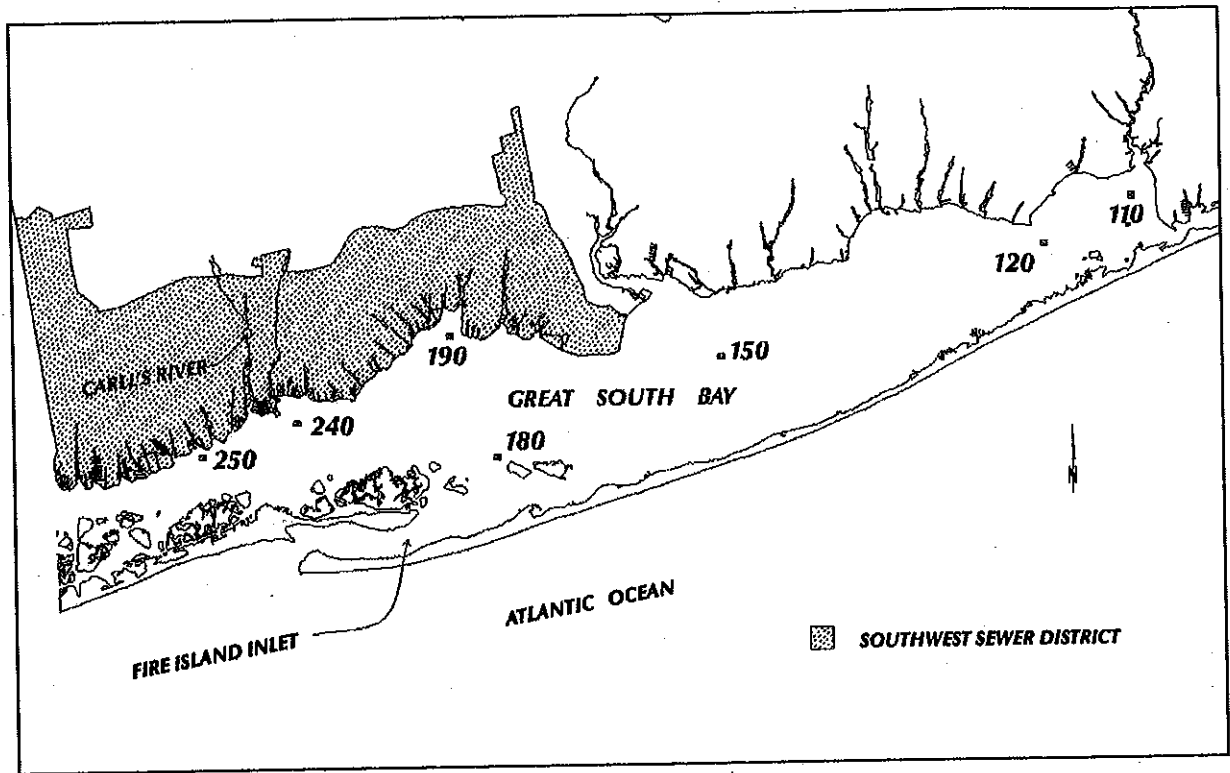 110
120
CARLL'S RIVER
190
150
GREAT SOUTH BAY
240
250
180
N
ATLANTIC OCEAN
FIRE ISLAND INLET
SOUTHWEST SEWER DISTRICT